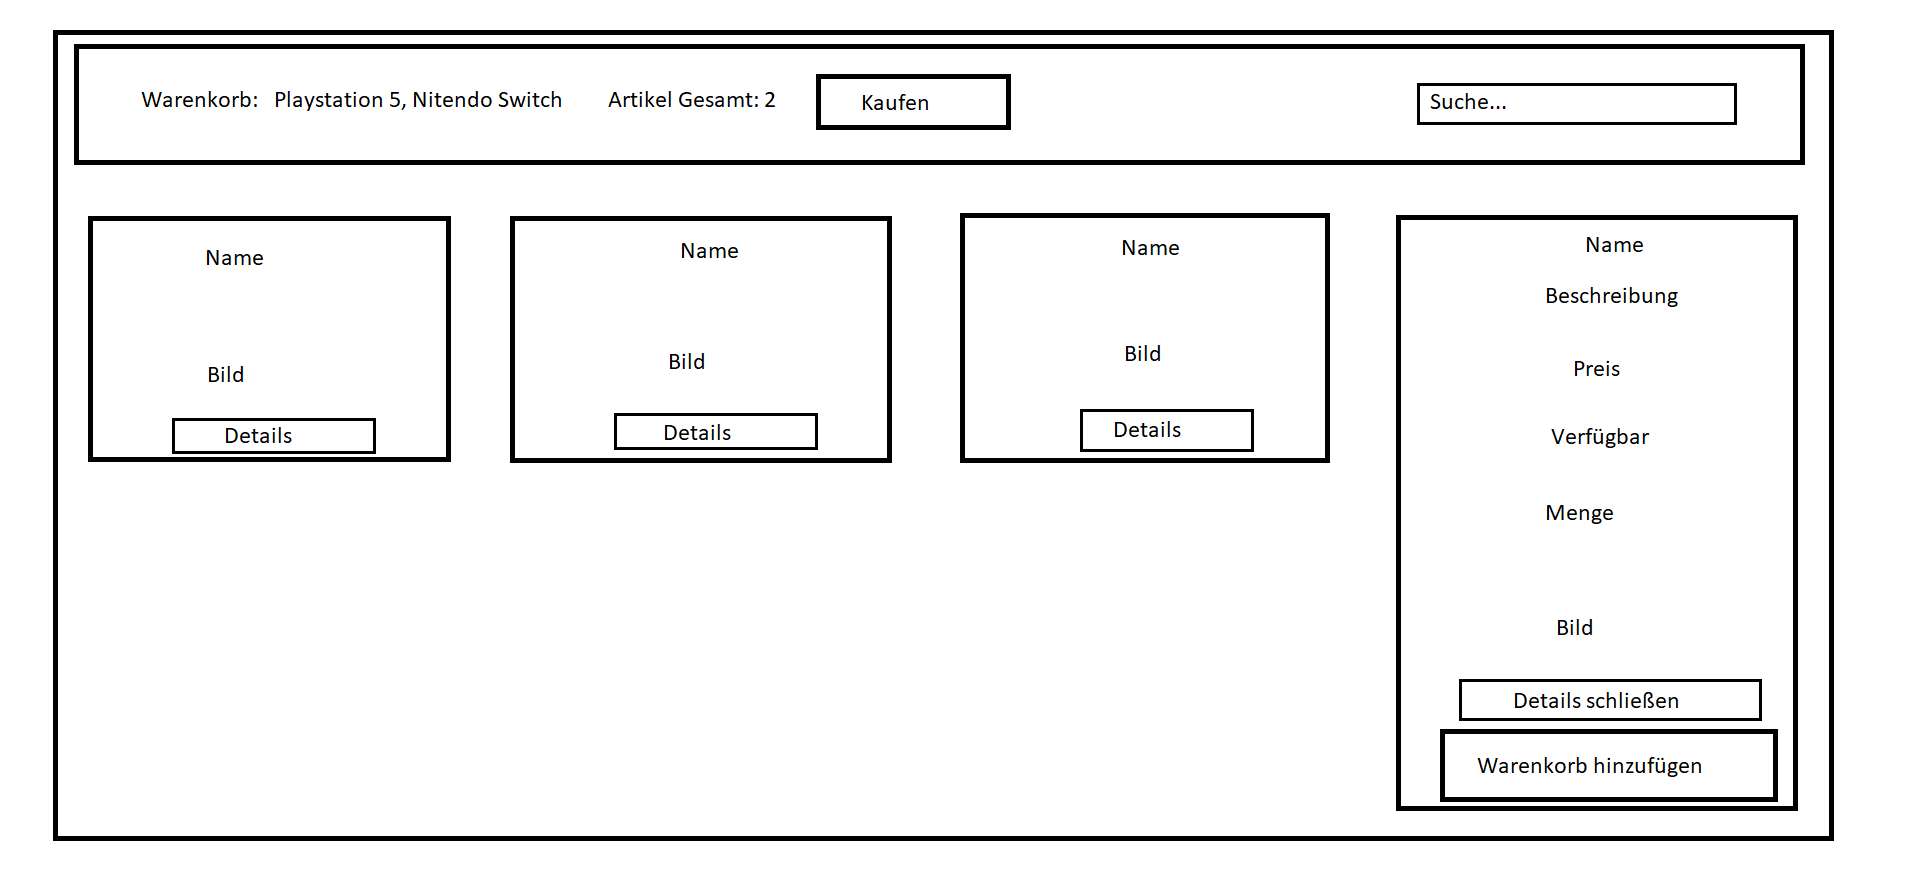 Warenkorb: Playstation 5, Nitendo Switch Artikel Gesamt: 2
Kaufen
Suche...
Name
Bild
Details
Name
Bild
Details
Name
Bild
Details
Name
Beschreibung
Preis
Verfügbar
Menge
Bild
Details schließen
Warenkorb hinzufügen